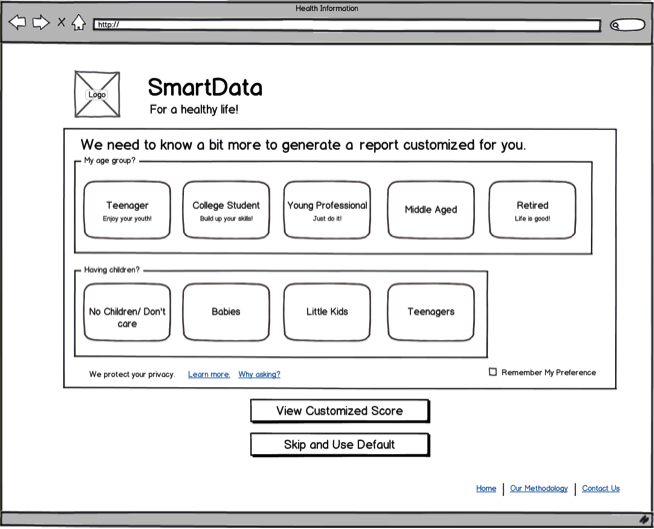 Health Information
http://
Logo
SmartData
For a healthy life!
We need to know a bit more to generate a report customized for you.
My age group?
Teenager
Enjoy your youth!
College Student
Build up your skills!
Young Professional
Just do it!
Middle Aged
Retired
Life is good!
Having children?
No Children/ Don't
care
Babies
Little Kids
Teenagers
We protect your privacy. Learn more. Why asking?
Remember My Preference
View Customized Score
Skip and Use Default
Home | Our Methodology | Contact Us